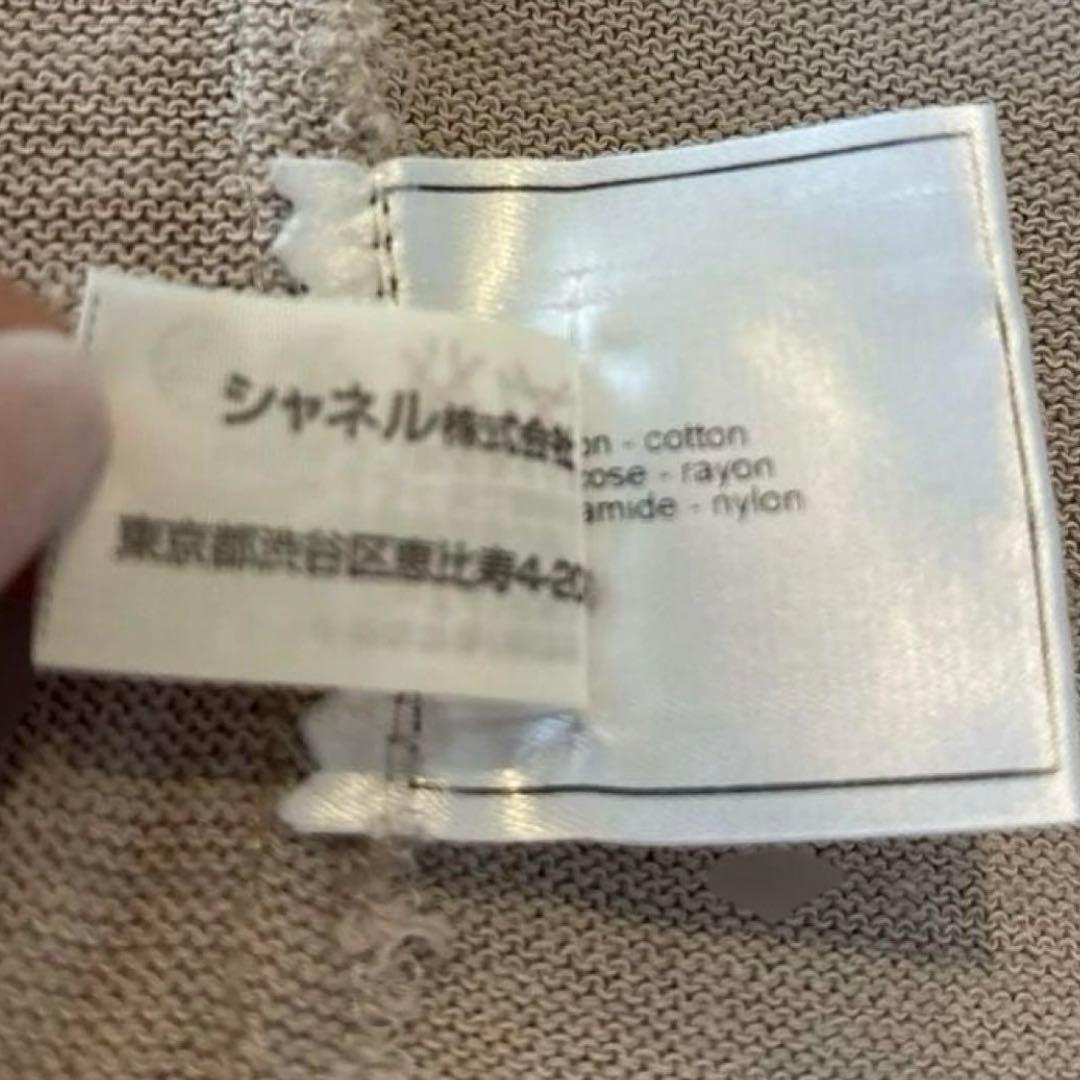 シャネル株式会社
東京都渋谷区恵比寿4-20
on - cotton
cose - rayon
amide - nylon